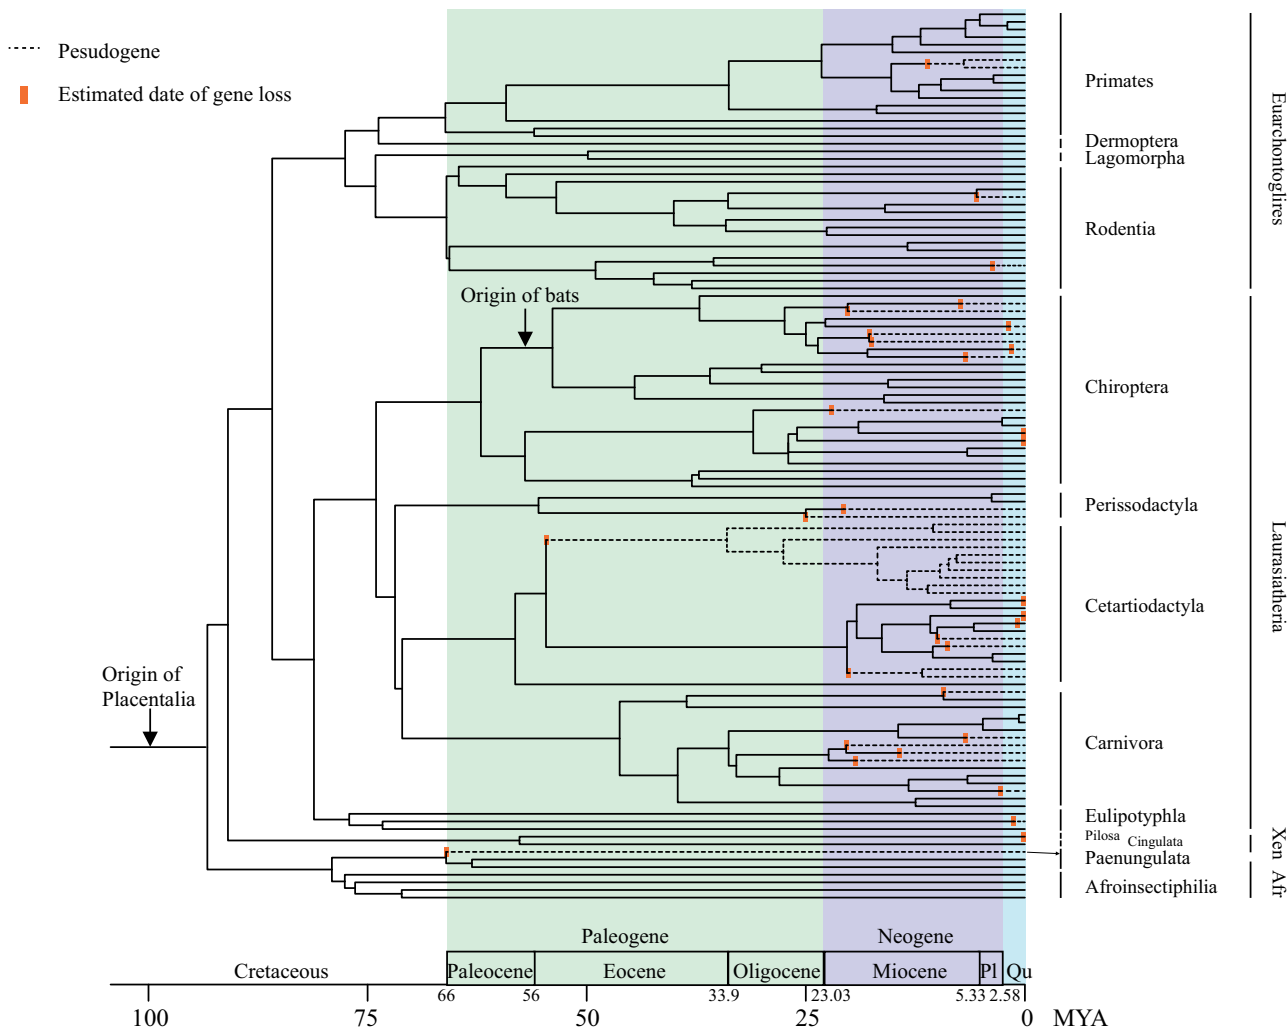 Pesudogene
Estimated date of gene loss
Primates
Dermoptera
Lagomorpha
Rodentia
Euarchontoglires
Origin of bats
Chiroptera
Perissodactyla
Cetartiodactyla
Laurasiatheria
Origin of
Placentalia
Carnivora
Eulipotyphla
Pilosa Cingulata
Xen
Paenungulata
Afroinsectiphilia
Afr
Paleogene Neogene
Cretaceous Paleocene Eocene Oligocene Miocene Pl Qu
66 56 33.9 23.03 5.33 2.58
100 75 50 25 0 MYA